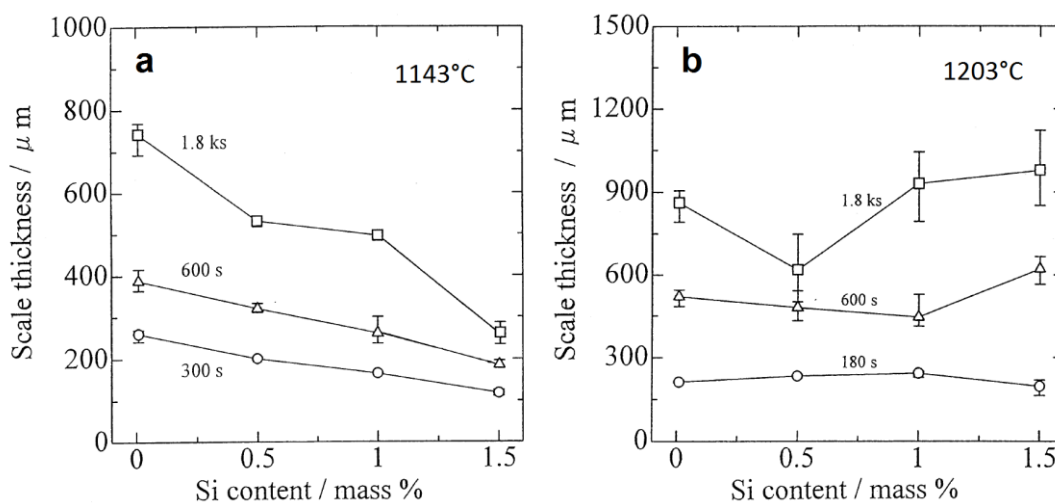 a
1143°C
Scale thickness / μ m
1000
800
600
400
200
0
1.8 ks
600 s
300 s
0 0.5 1 1.5
Si content / mass %
b
1203°C
Scale thickness / μ m
1500
1200
900
600
300
0
1.8 ks
600 s
180 s
0 0.5 1 1.5
Si content / mass %